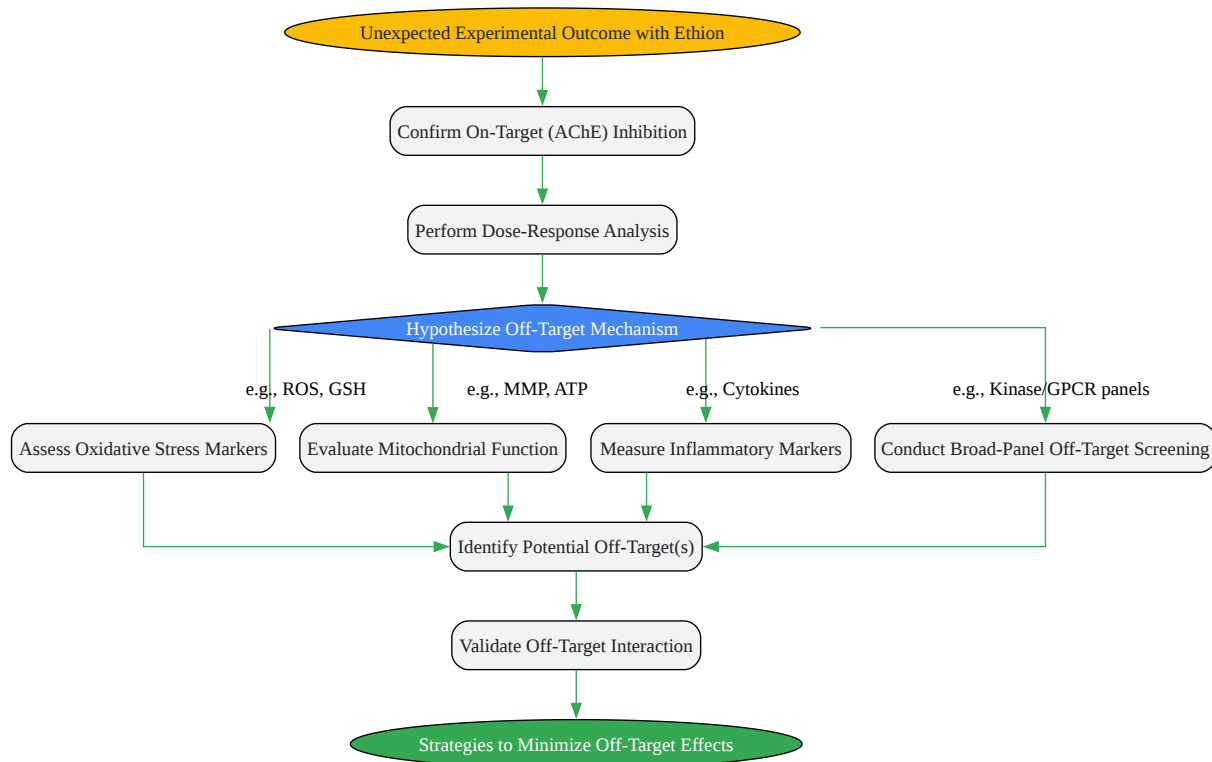 Unexpected Experimental Outcome with Ethion
Confirm On-Target (AChE) Inhibition
Perform Dose-Response Analysis
Hypothesize Off-Target Mechanism
e.g., ROS, GSH
e.g., MMP, ATP
e.g., Cytokines
e.g., Kinase/GPCR panels
Assess Oxidative Stress Markers
Evaluate Mitochondrial Function
Measure Inflammatory Markers
Conduct Broad-Panel Off-Target Screening
Identify Potential Off-Target(s)
Validate Off-Target Interaction
Strategies to Minimize Off-Target Effects